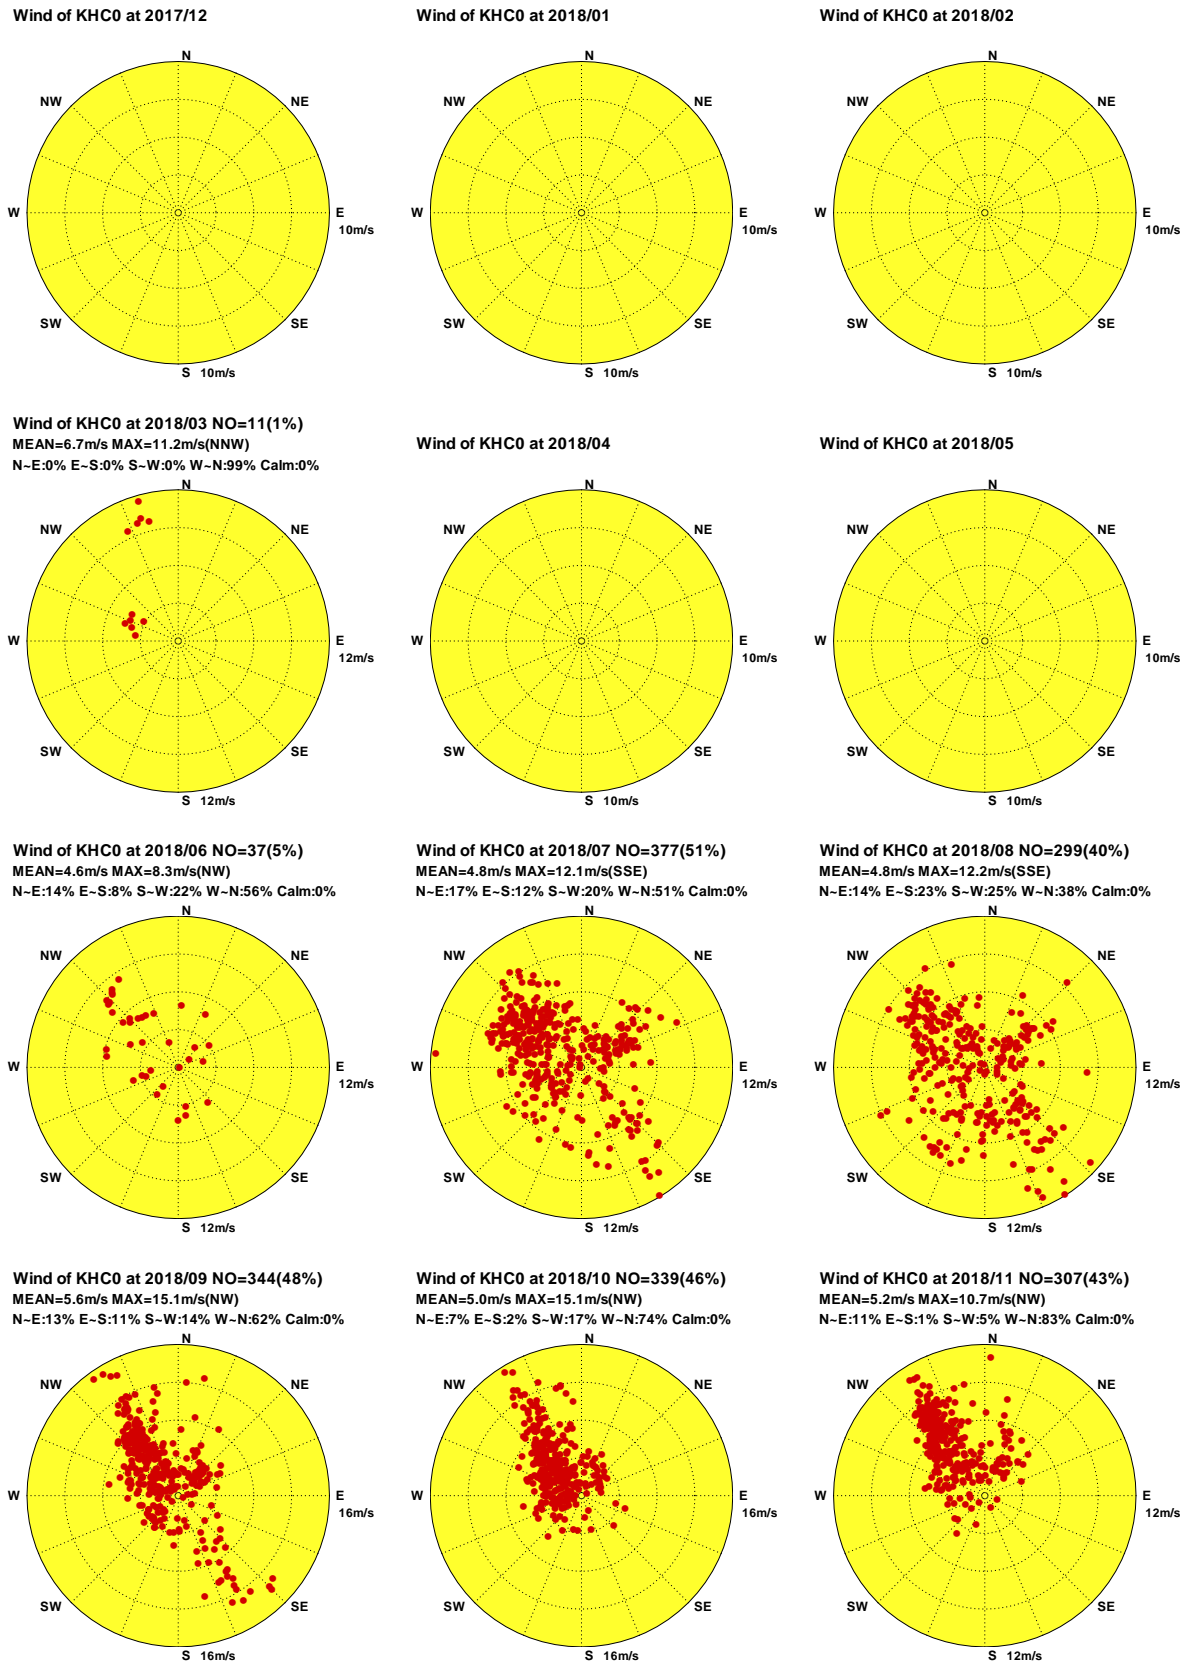 Wind of KHC0 at 2017/12
N
NW
NE
W
E
10m/s
SW
SE
S 10m/s
Wind of KHC0 at 2018/01
N
NW
NE
W
E
10m/s
SW
SE
S 10m/s
Wind of KHC0 at 2018/02
N
NW
NE
W
E
10m/s
SW
SE
S 10m/s
Wind of KHC0 at 2018/03 NO=11(1%)
MEAN=6.7m/s MAX=11.2m/s(NNW)
N~E:0% E~S:0% S~W:0% W~N:99% Calm:0%
N
NW
NE
W
E
12m/s
SW
SE
S 12m/s
Wind of KHC0 at 2018/04
N
NW
NE
W
E
10m/s
SW
SE
S 10m/s
Wind of KHC0 at 2018/05
N
NW
NE
W
E
10m/s
SW
SE
S 10m/s
Wind of KHC0 at 2018/06 NO=37(5%)
MEAN=4.6m/s MAX=8.3m/s(NW)
N~E:14% E~S:8% S~W:22% W~N:56% Calm:0%
N
NW
NE
W
E
12m/s
SW
SE
S 12m/s
Wind of KHC0 at 2018/07 NO=377(51%)
MEAN=4.8m/s MAX=12.1m/s(SSE)
N~E:17% E~S:12% S~W:20% W~N:51% Calm:0%
N
NW
NE
W
E
12m/s
SW
SE
S 12m/s
Wind of KHC0 at 2018/08 NO=299(40%)
MEAN=4.8m/s MAX=12.2m/s(SSE)
N~E:14% E~S:23% S~W:25% W~N:38% Calm:0%
N
NW
NE
W
E
12m/s
SW
SE
S 12m/s
Wind of KHC0 at 2018/09 NO=344(48%)
MEAN=5.6m/s MAX=15.1m/s(NW)
N~E:13% E~S:11% S~W:14% W~N:62% Calm:0%
N
NW
NE
W
E
16m/s
SW
SE
S 16m/s
Wind of KHC0 at 2018/10 NO=339(46%)
MEAN=5.0m/s MAX=15.1m/s(NW)
N~E:7% E~S:2% S~W:17% W~N:74% Calm:0%
N
NW
NE
W
E
16m/s
SW
SE
S 16m/s
Wind of KHC0 at 2018/11 NO=307(43%)
MEAN=5.2m/s MAX=10.7m/s(NW)
N~E:11% E~S:1% S~W:5% W~N:83% Calm:0%
N
NW
NE
W
E
12m/s
SW
SE
S 12m/s